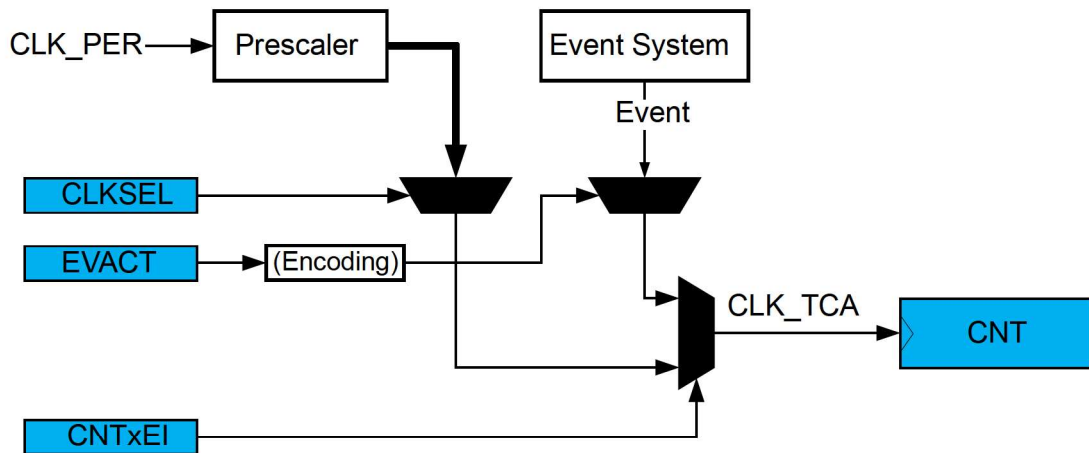 CLK_PER
Prescaler
Event System
Event
CLKSEL
EVACT
(Encoding)
CLK_TCA
CNT
CNTxEI